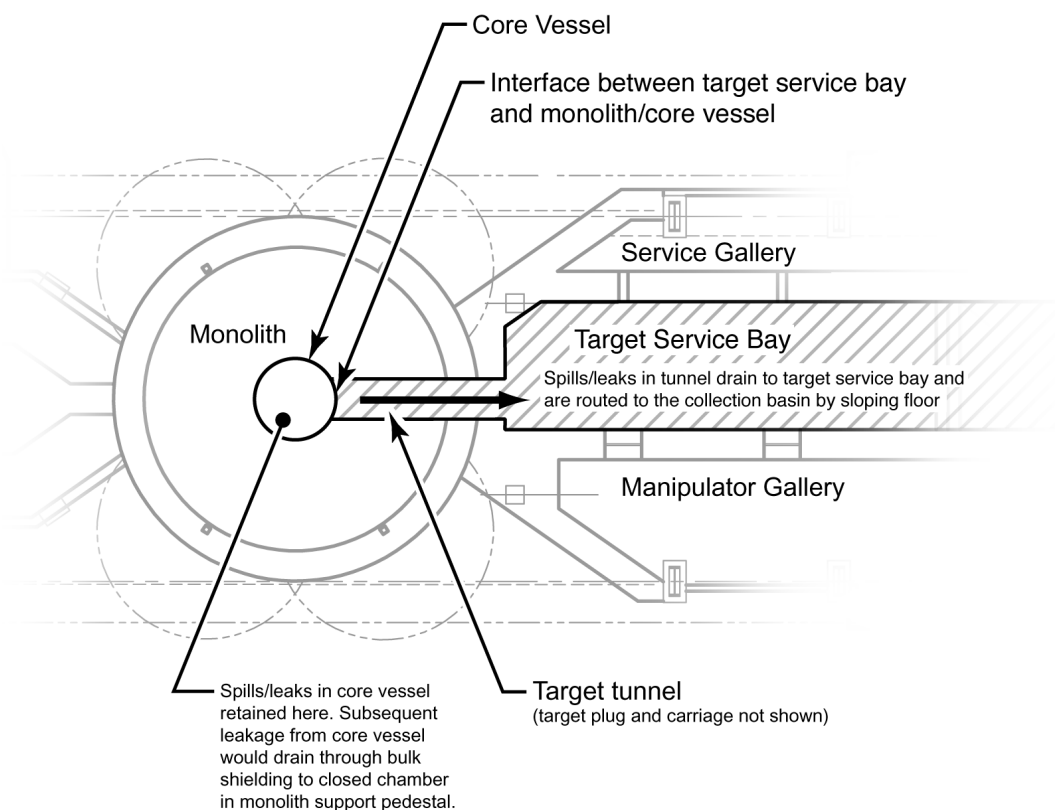 Core Vessel
Interface between target service bay
and monolith/core vessel
Service Gallery
Monolith
Target Service Bay
Spills/leaks in tunnel drain to target service bay and
are routed to the collection basin by sloping floor
Manipulator Gallery
Spills/leaks in core vessel
retained here. Subsequent
leakage from core vessel
would drain through bulk
shielding to closed chamber
in monolith support pedestal.
Target tunnel
(target plug and carriage not shown)